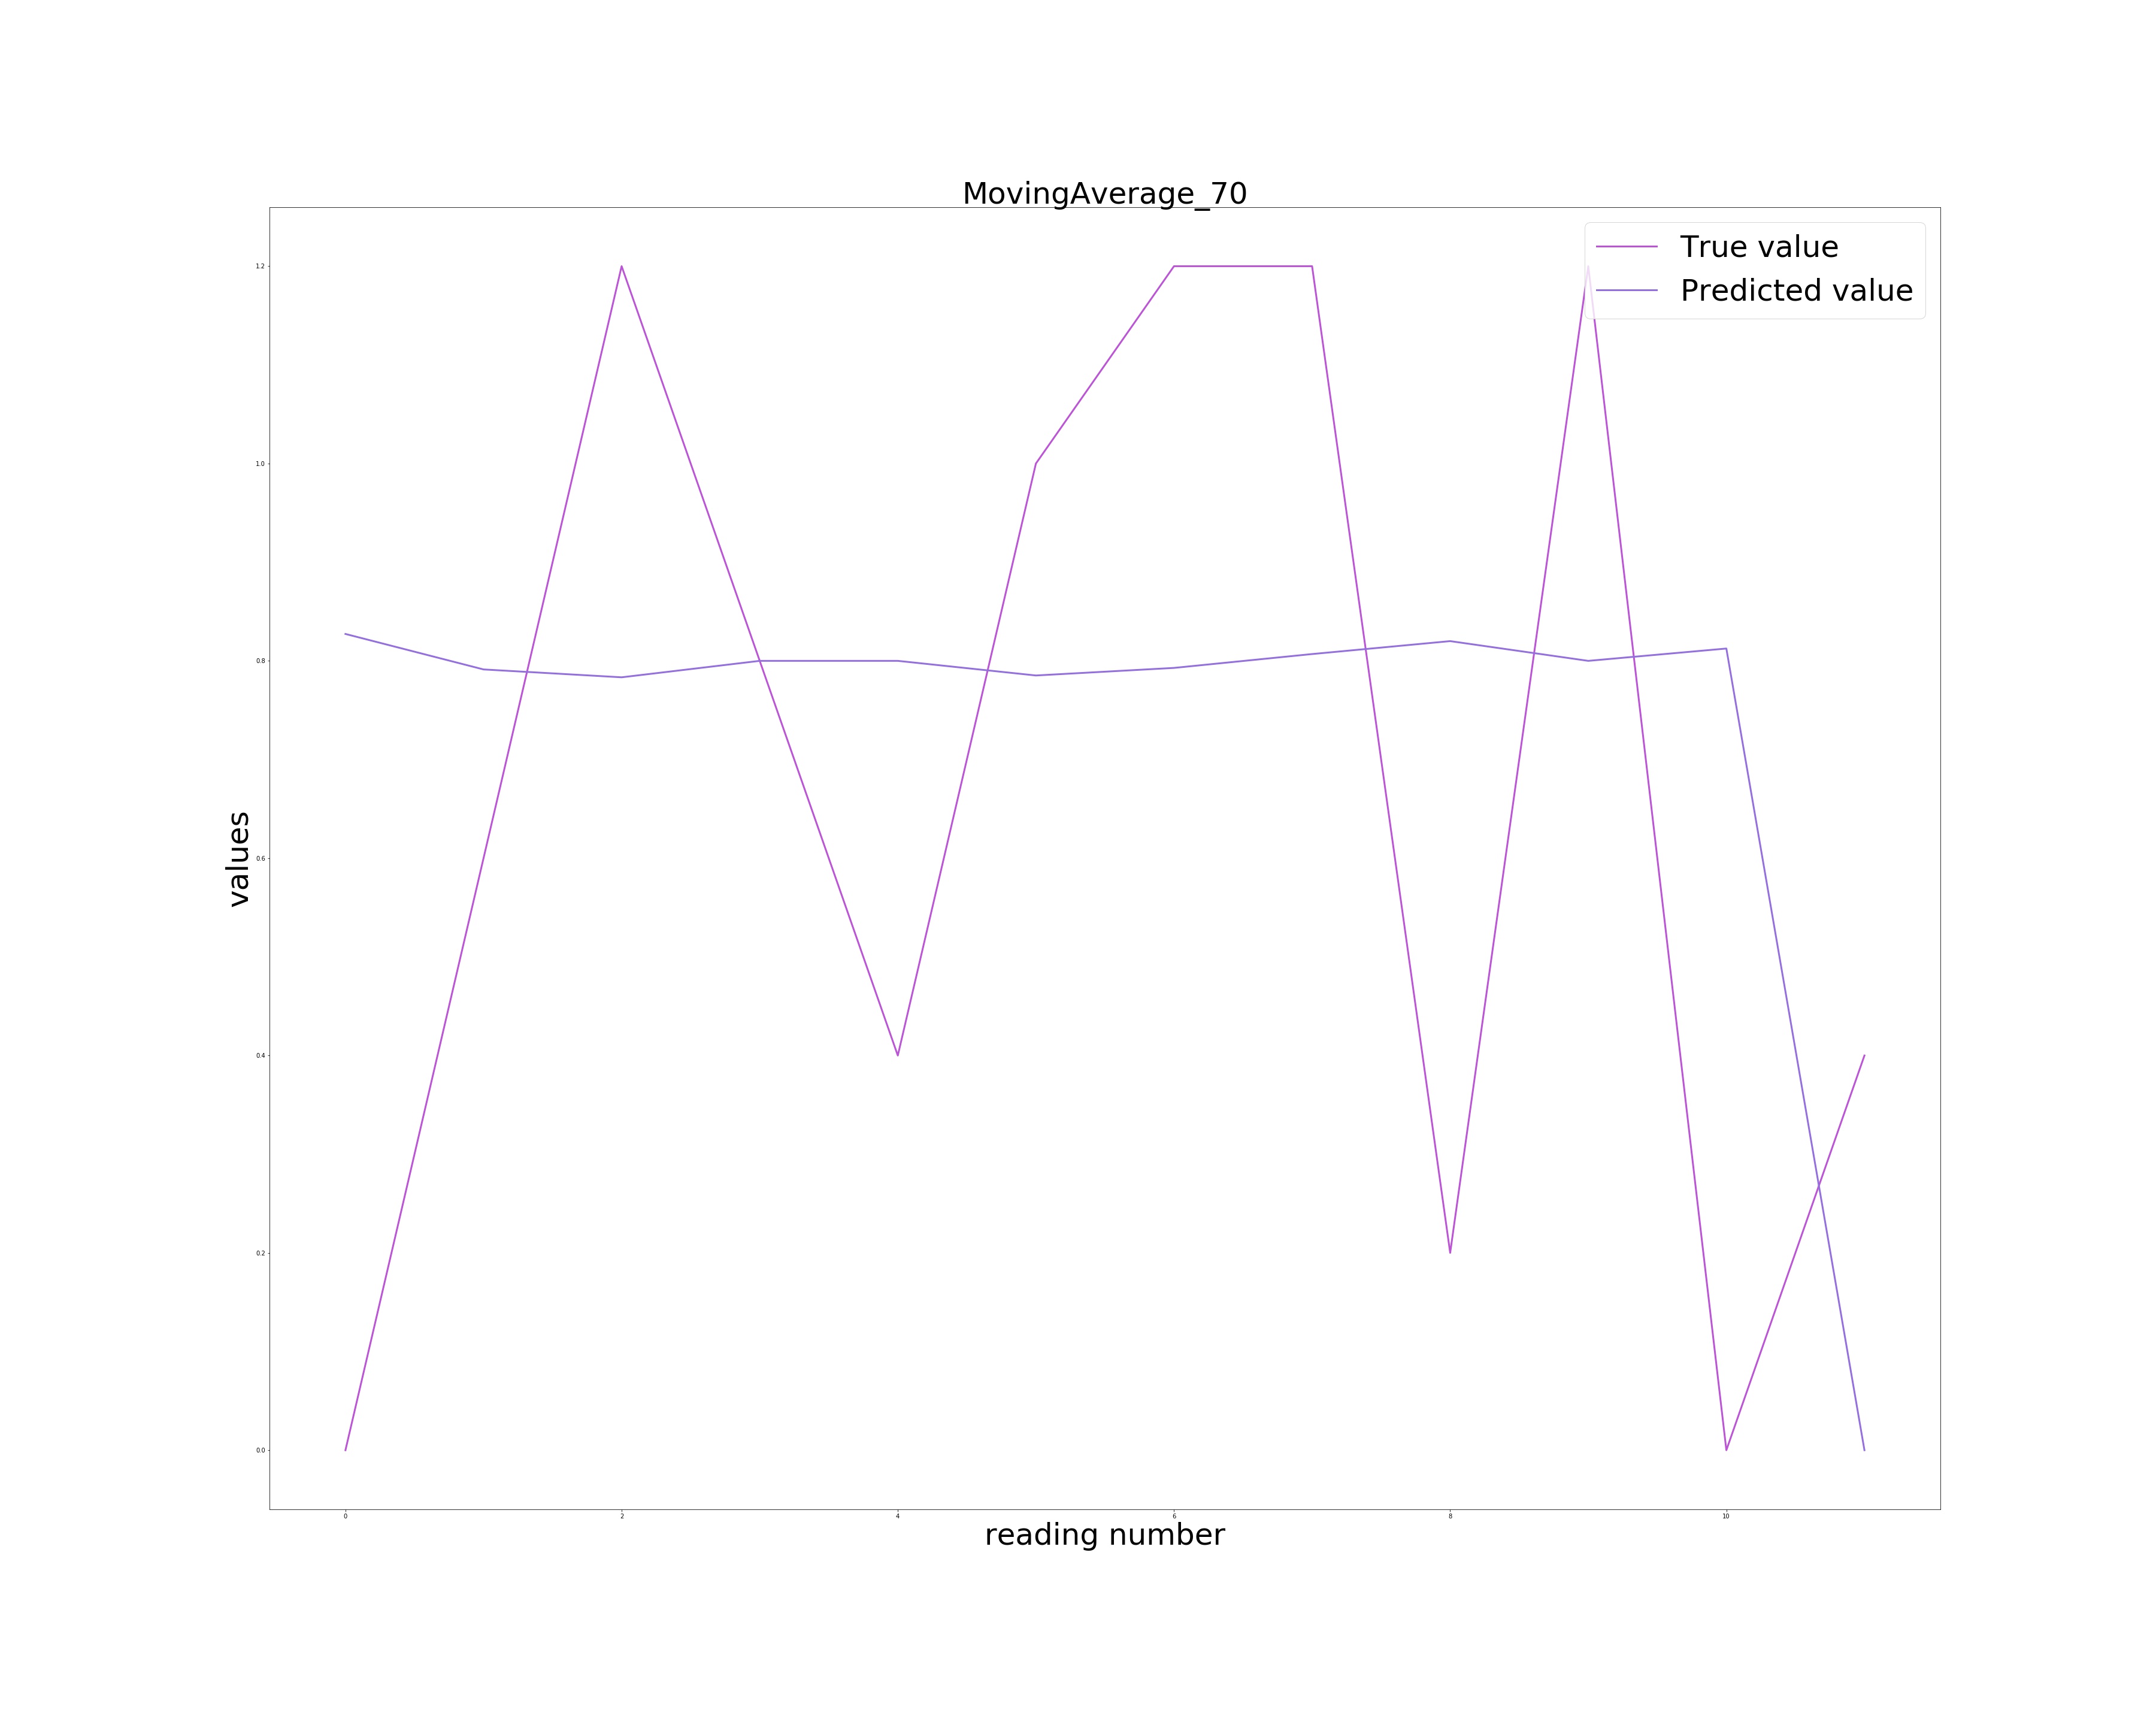 MovingAverage_70
True value
Predicted value
1.2
1.0
0.8
0.6
0.4
0.2
0.0
values
0 2 4 6 8 10
reading number